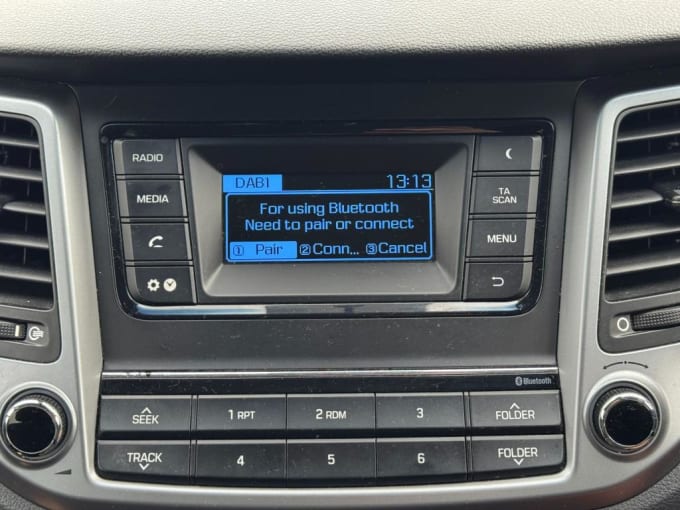 RADIO
MEDIA
DAB1 13:13
For using Bluetooth
Need to pair or connect
① Pair ② Conn... ③ Cancel
TA
SCAN
MENU
Bluetooth
SEEK
1 RPT
2 RDM
3
FOLDER
TRACK
4
5
6
FOLDER